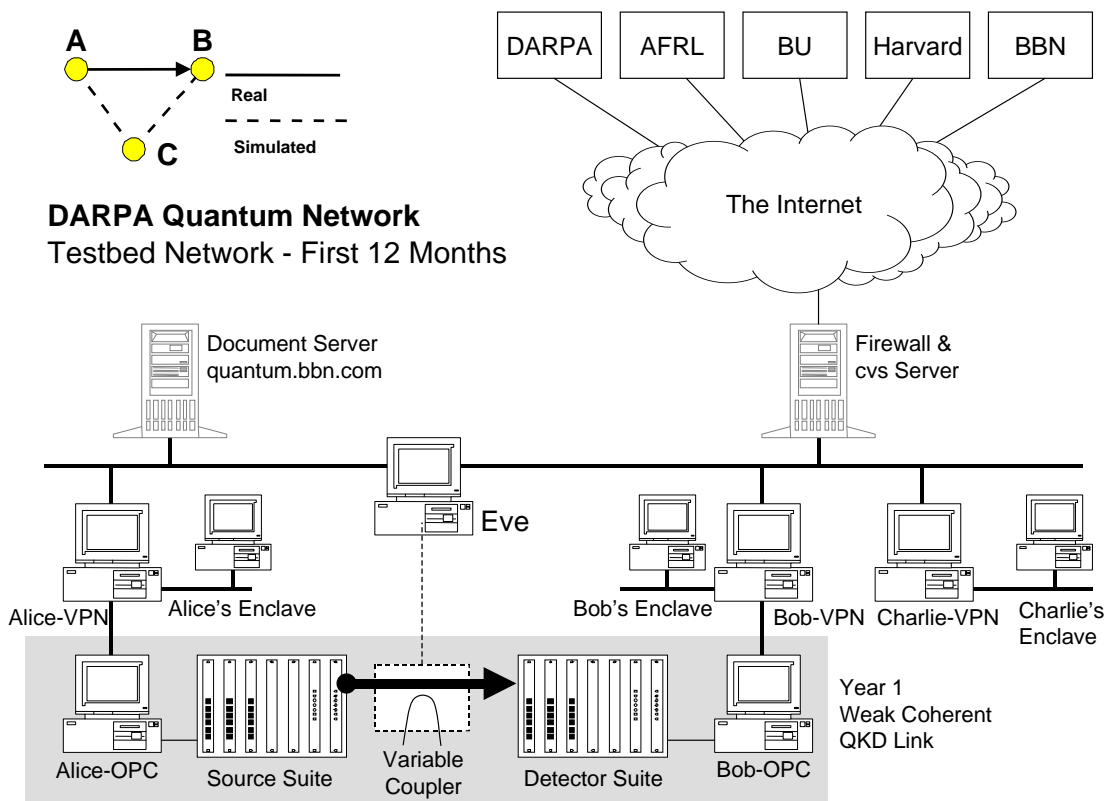 A
B
C
Real
Simulated
DARPA
AFRL
BU
Harvard
BBN
The Internet
DARPA Quantum Network
Testbed Network - First 12 Months
Document Server
quantum.bbn.com
Firewall &
cvs Server
Eve
Alice-VPN
Alice's Enclave
Bob's Enclave
Bob-VPN
Charlie-VPN
Charlie's
Enclave
Alice-OPC
Source Suite
Variable
Coupler
Detector Suite
Bob-OPC
Year 1
Weak Coherent
QKD Link